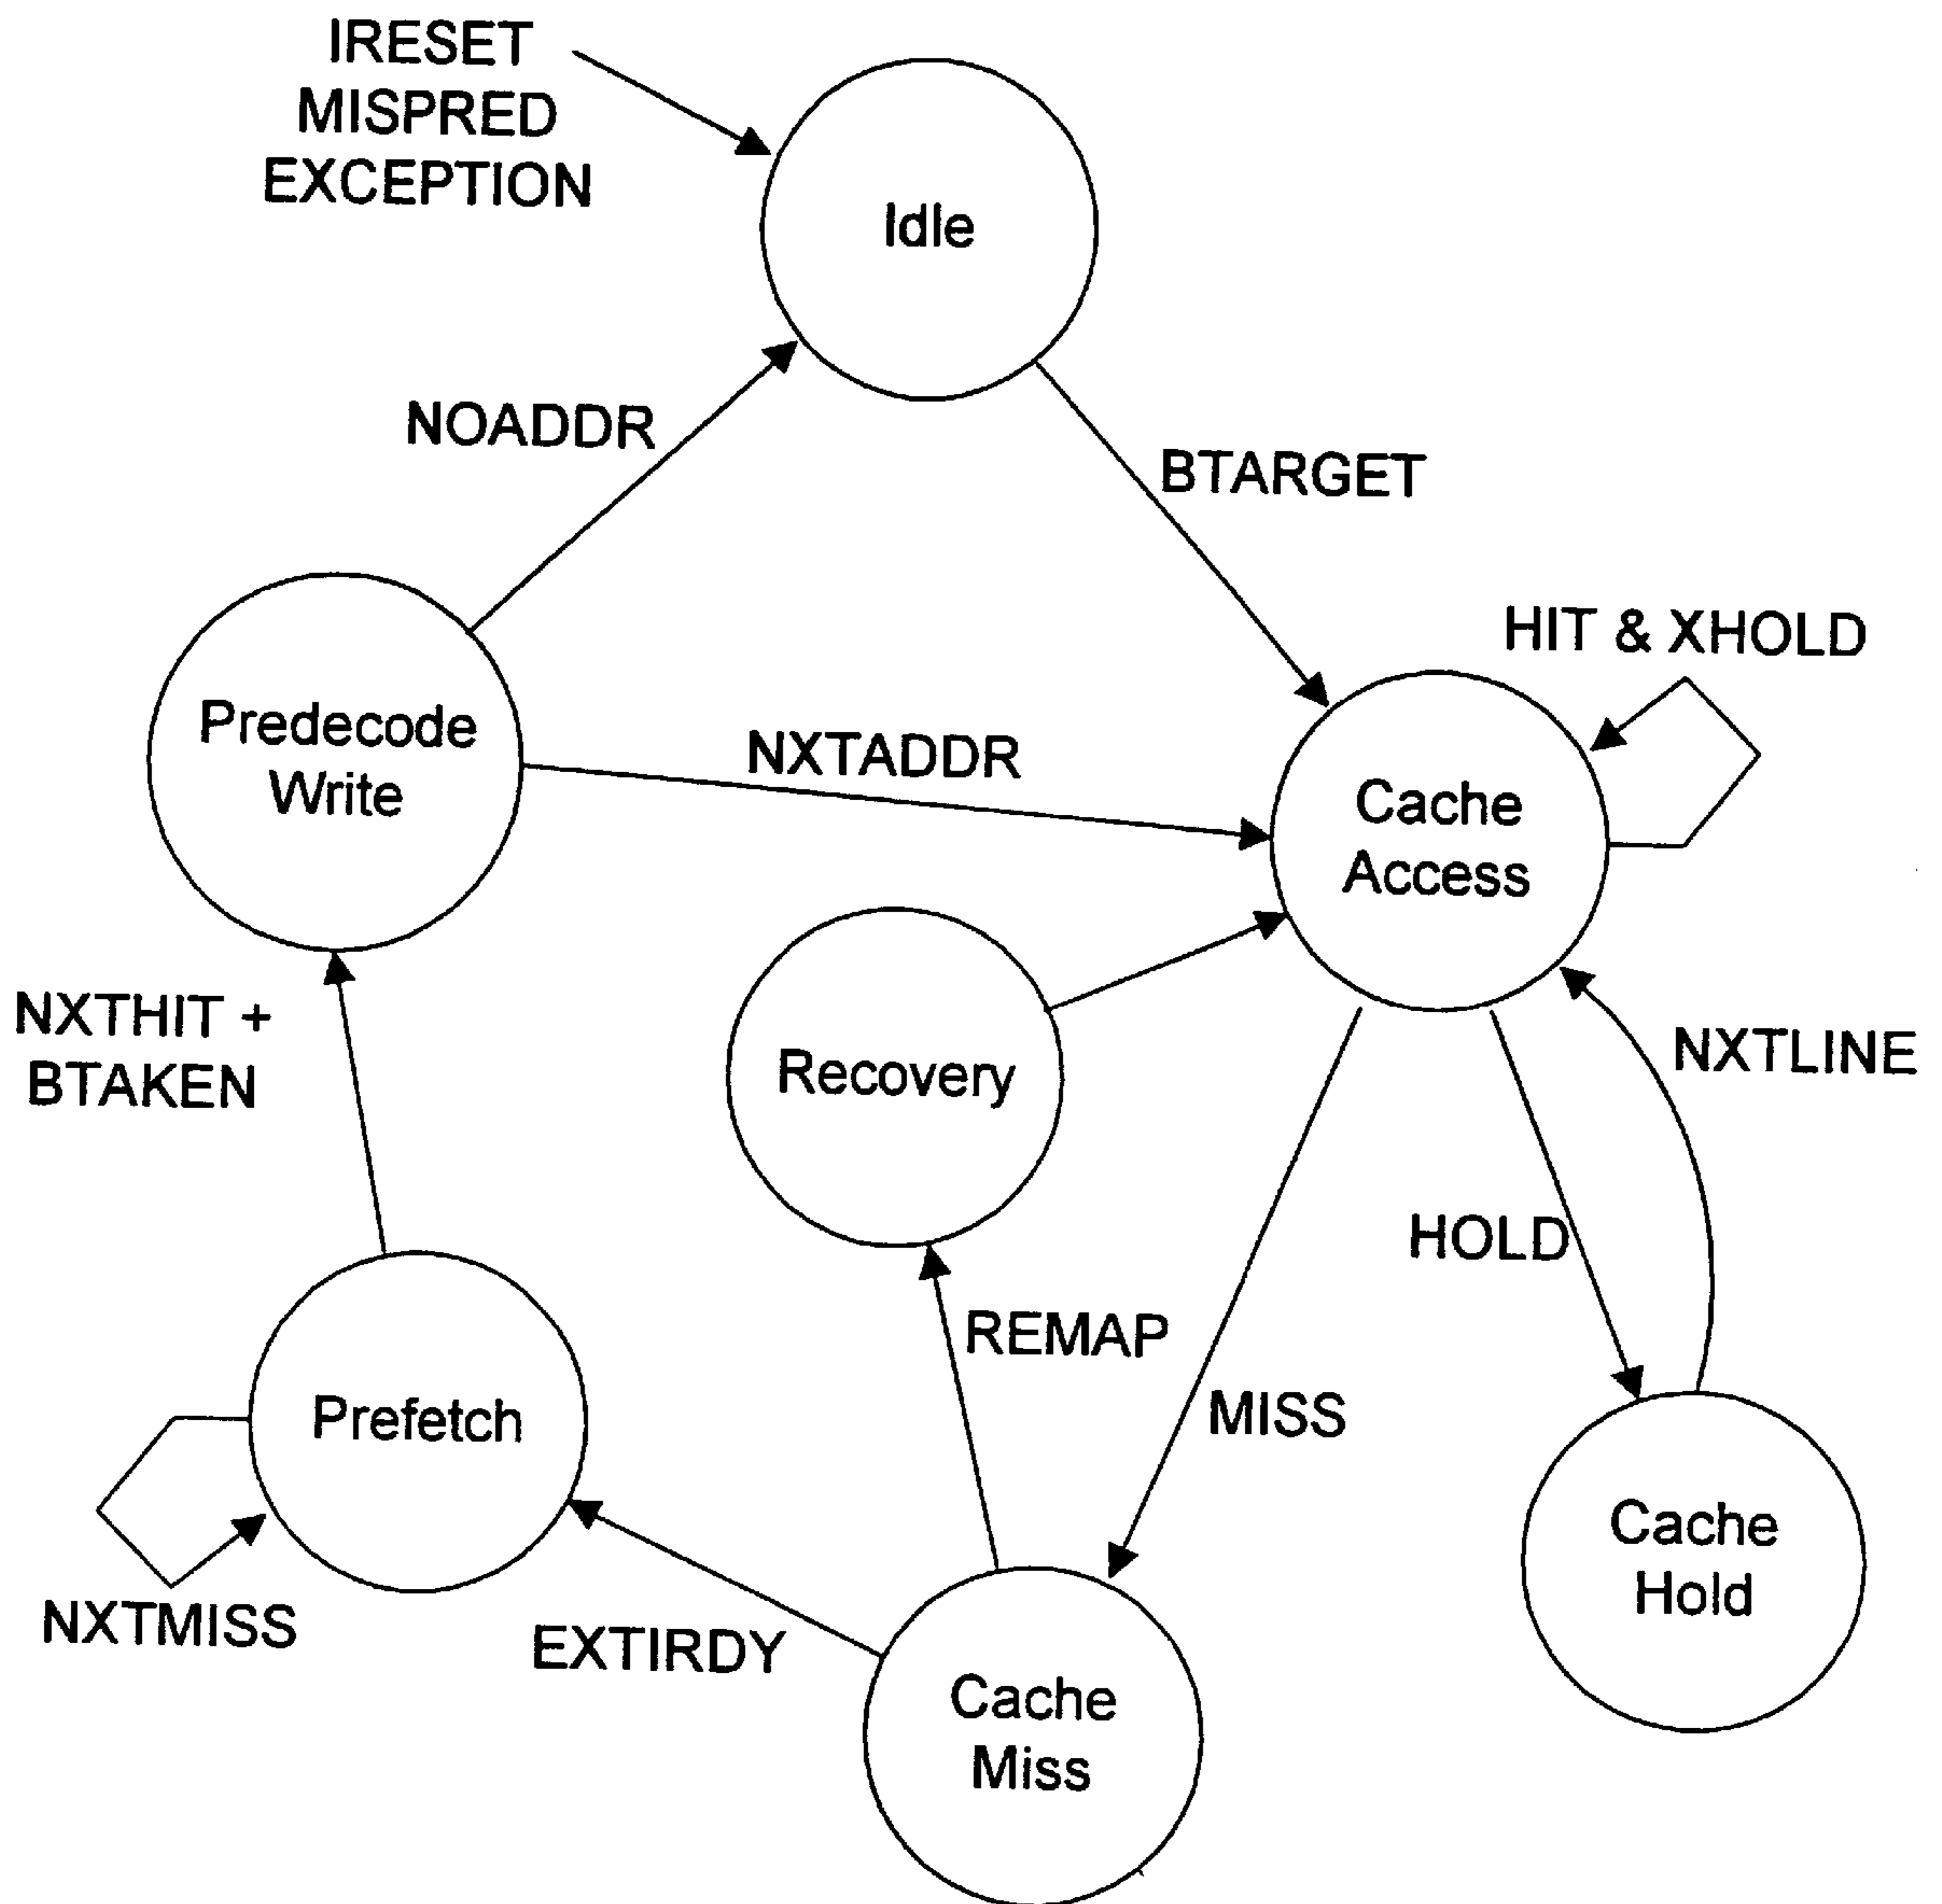 IRESET
MISPRED
EXCEPTION
Idle
NOADDR
BTARGET
HIT & XHOLD
Predecode
Write
NXTADDR
Cache
Access
NXTHIT +
BTAKEN
Recovery
NXTLINE
HOLD
REMAP
MISS
Prefetch
Cache
Hold
NXTMISS
EXTIRDY
Cache
Miss